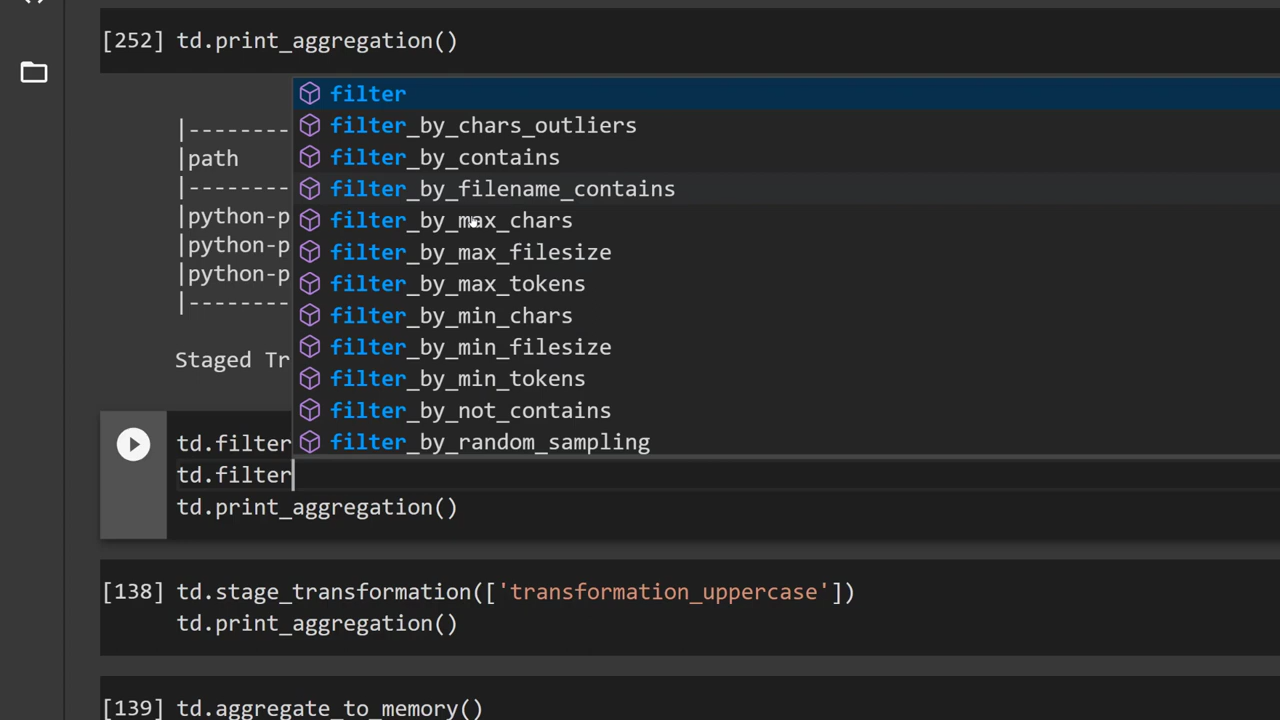 [252] td.print_aggregation()
filter
filter_by_chars_outliers
filter_by_contains
filter_by_filename_contains
filter_by_max_chars
filter_by_max_filesize
filter_by_max_tokens
filter_by_min_chars
filter_by_min_filesize
filter_by_min_tokens
filter_by_not_contains
filter_by_random_sampling
|--------
|path
|--------
|python-p
|python-p
|python-p
|--------
Staged Tr
td.filter
td.filter
td.print_aggregation()
[138] td.stage_transformation(['transformation_uppercase'])
td.print_aggregation()
[139] td.aggregate_to_memory()